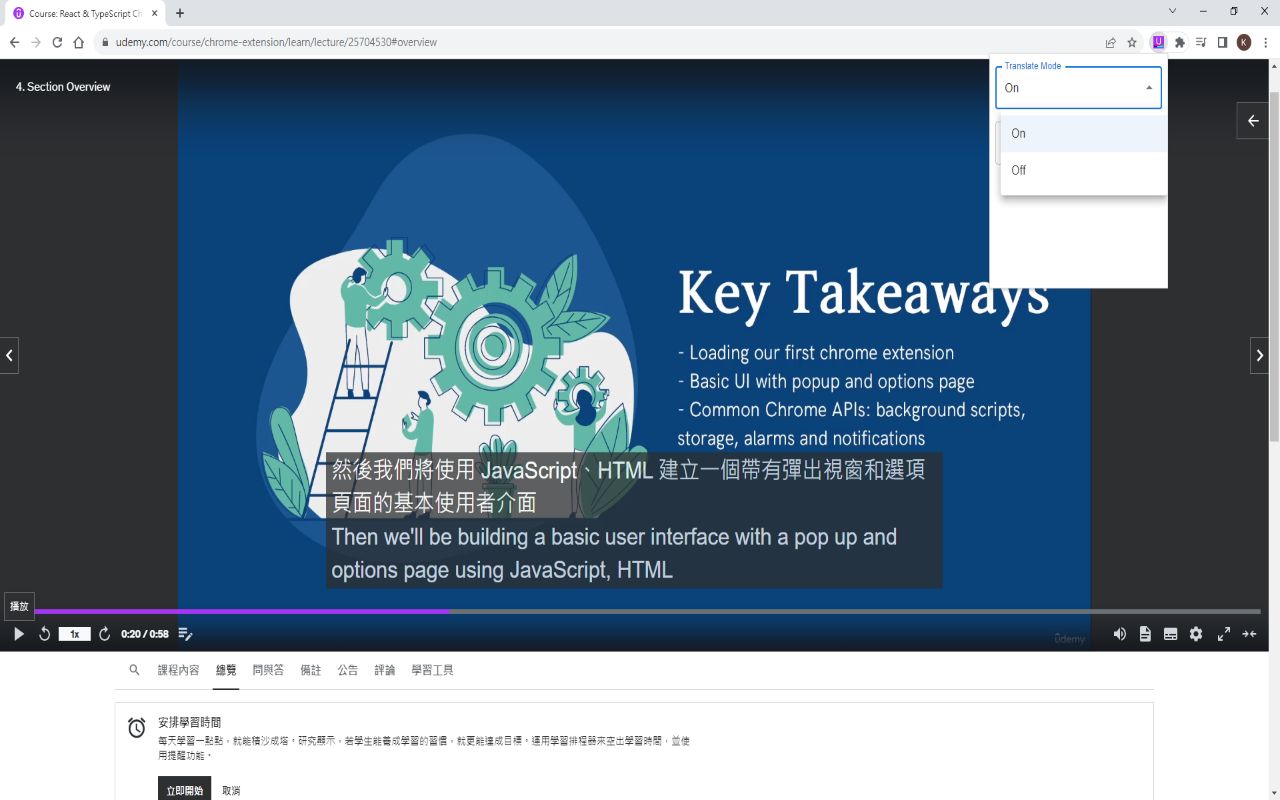 Course: React & TypeScript Ch
udemy.com/course/chrome-extension/learn/lecture/25704530#overview
K
4. Section Overview
Translate Mode
On
On
Off
Key Takeaways
- Loading our first chrome extension
- Basic UI with popup and options page
- Common Chrome APIs: background scripts,
storage, alarms and notifications
然後我們將使用 JavaScript、HTML 建立一個帶有彈出視窗和選項
頁面的基本使用者介面
Then we'll be building a basic user interface with a pop up and
options page using JavaScript, HTML
播放
1x
0:20 / 0:58
udemy
課程內容 總覽 問與答 備註 公告 評論 學習工具
安排學習時間
每天學習一點點，就能積沙成塔。研究顯示，若學生能養成學習的習慣，就更能達成目標。運用學習排程器來空出學習時間，並使
用提醒功能。
立即開始 取消